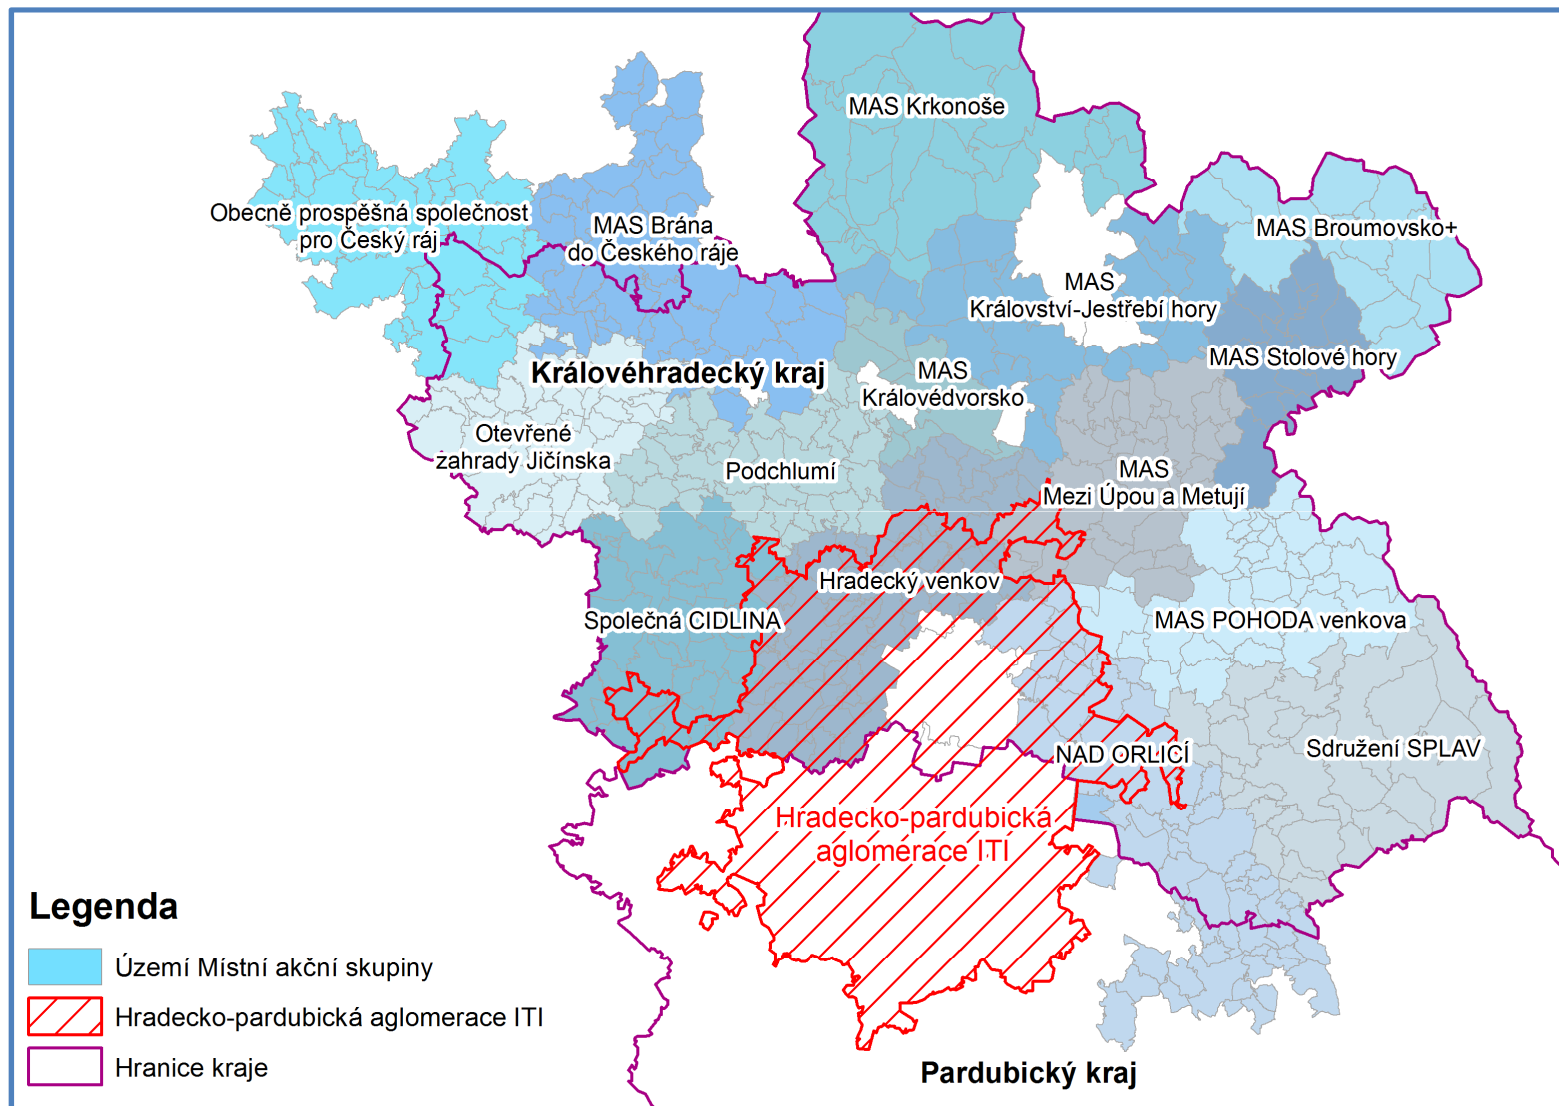 MAS Krkonoše
Obecně prospěšná společnost
pro Český ráj
MAS Brána
do Českého ráje
MAS Broumovsko+
MAS
Království-Jestřebí hory
MAS Stolové hory
Královéhradecký kraj
MAS
Královédvorsko
Otevřené
zahrady Jičínska
Podchlumí
MAS
Mezi Úpou a Metují
Hradecký venkov
Společná CIDLINA
MAS POHODA venkova
NAD ORLICÍ
Sdružení SPLAV
Hradecko-pardubická
aglomerace ITI
Legenda
Území Místní akční skupiny
Hradecko-pardubická aglomerace ITI
Hranice kraje
Pardubický kraj